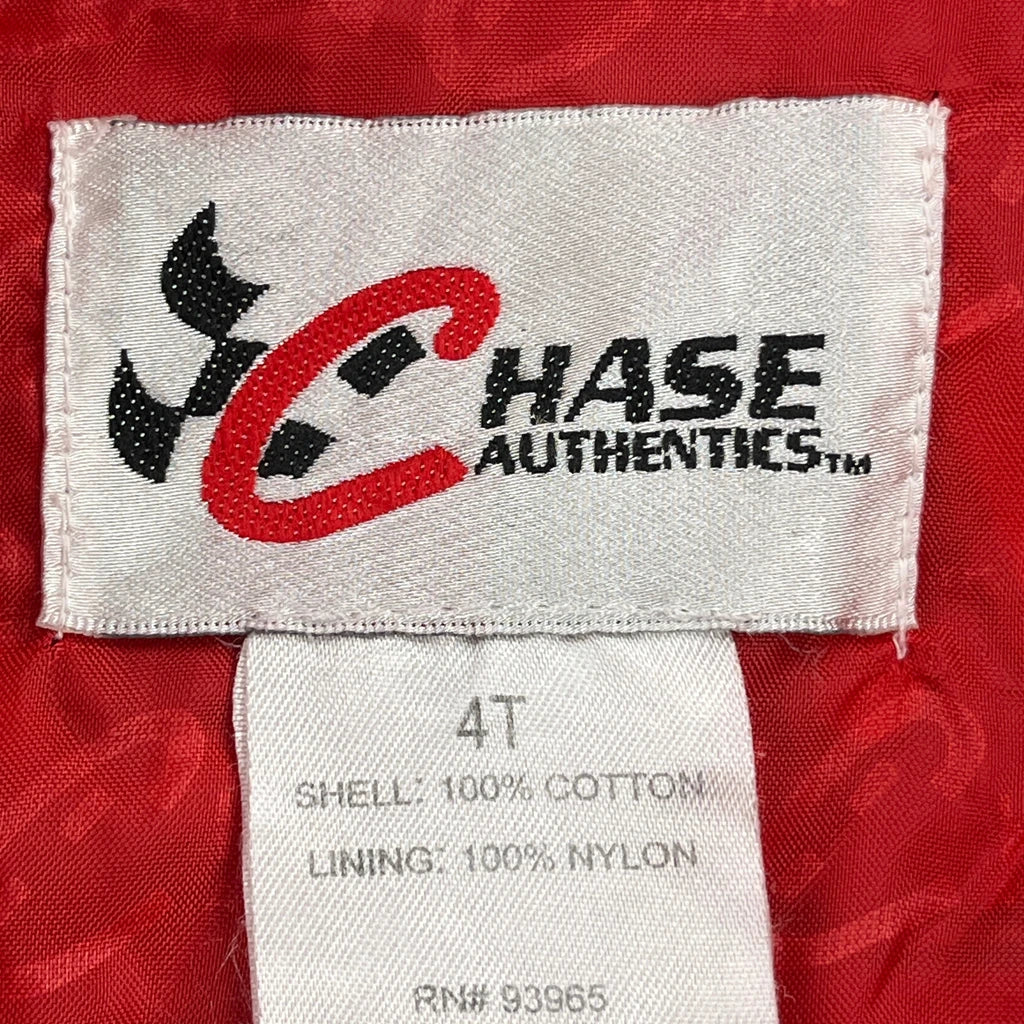 CHASE
AUTHENTICS™
4T
SHELL: 100% COTTON
LINING: 100% NYLON
RN# 93965